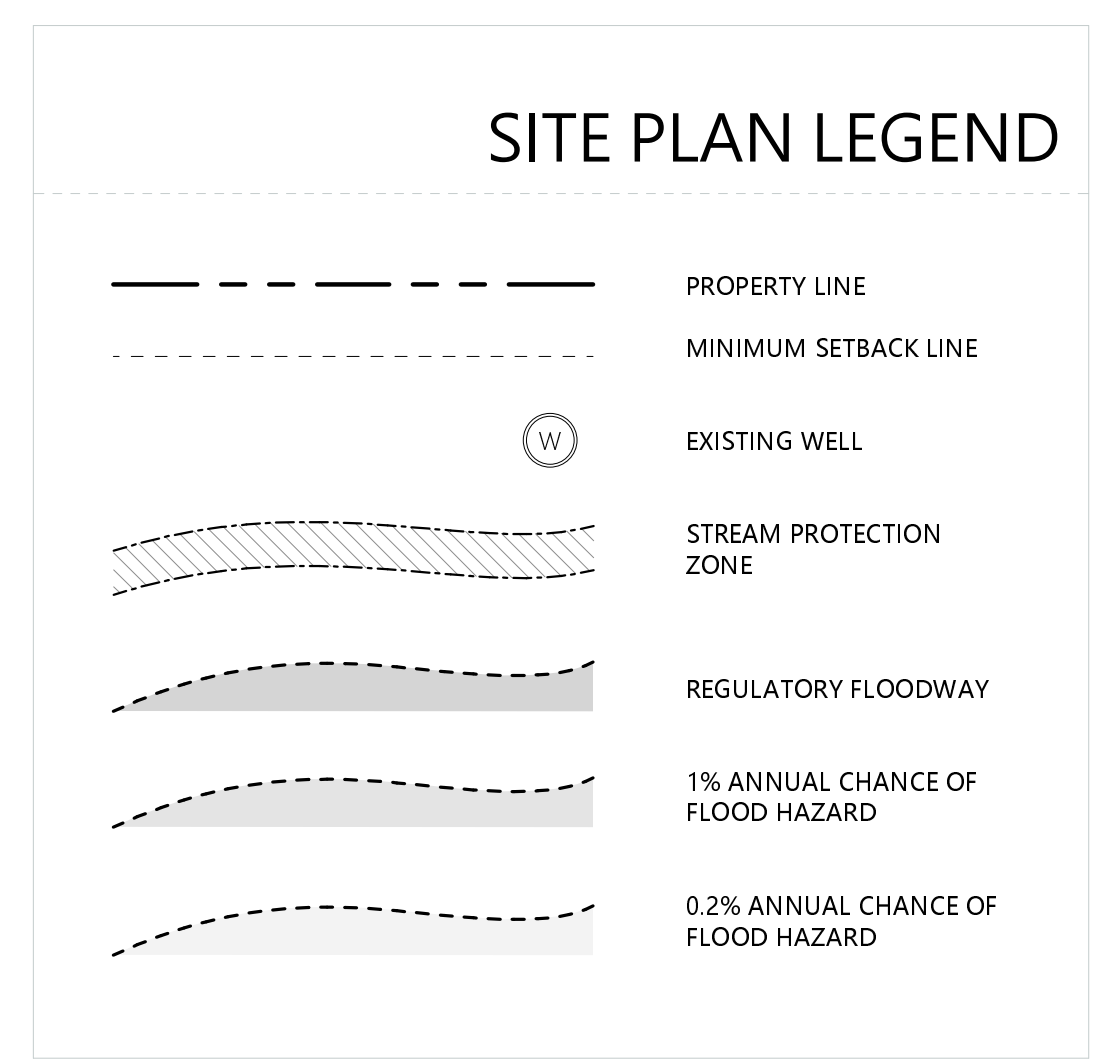 SITE PLAN LEGEND
PROPERTY LINE
MINIMUM SETBACK LINE
W
EXISTING WELL
STREAM PROTECTION
ZONE
REGULATORY FLOODWAY
1% ANNUAL CHANCE OF
FLOOD HAZARD
0.2% ANNUAL CHANCE OF
FLOOD HAZARD